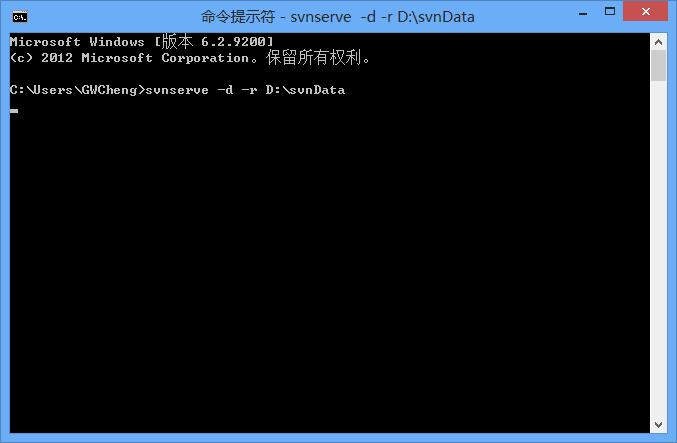 命令提示符 - svnserve  -d -r D:\svnData
Microsoft Windows [版本 6.2.9200]
(c) 2012 Microsoft Corporation。保留所有权利。
C:\Users\GWCheng>svnserve -d -r D:\svnData